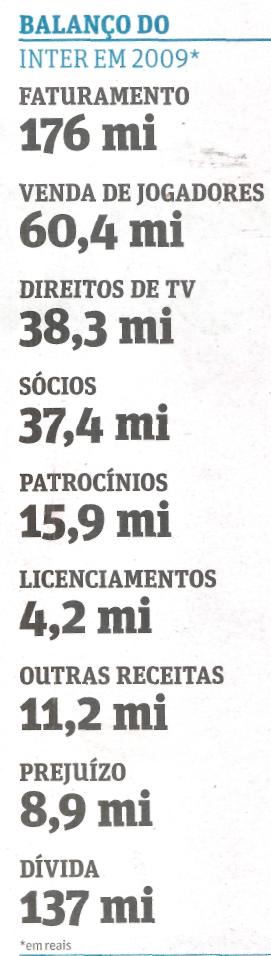 BALANÇO DO
INTER EM 2009*
FATURAMENTO
176 mi
VENDA DE JOGADORES
60,4 mi
DIREITOS DE TV
38,3 mi
SÓCIOS
37,4 mi
PATROCÍNIOS
15,9 mi
LICENCIAMENTOS
4,2 mi
OUTRAS RECEITAS
11,2 mi
PREJUÍZO
8,9 mi
DÍVIDA
137 mi
*em reais